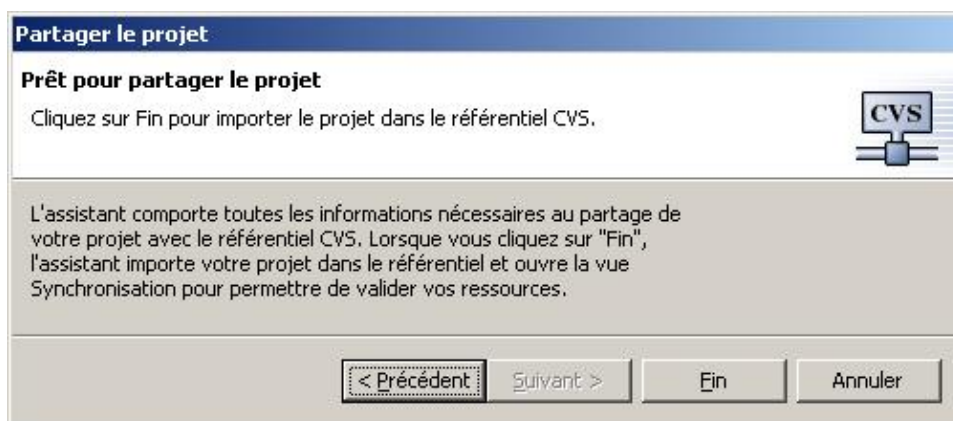 Partager le projet
Prêt pour partager le projet
Cliquez sur Fin pour importer le projet dans le référentiel CVS.
CVS
L'assistant comporte toutes les informations nécessaires au partage de
votre projet avec le référentiel CVS. Lorsque vous cliquez sur "Fin",
l'assistant importe votre projet dans le référentiel et ouvre la vue
Synchronisation pour permettre de valider vos ressources.
< Précédent Suivant > Fin Annuler